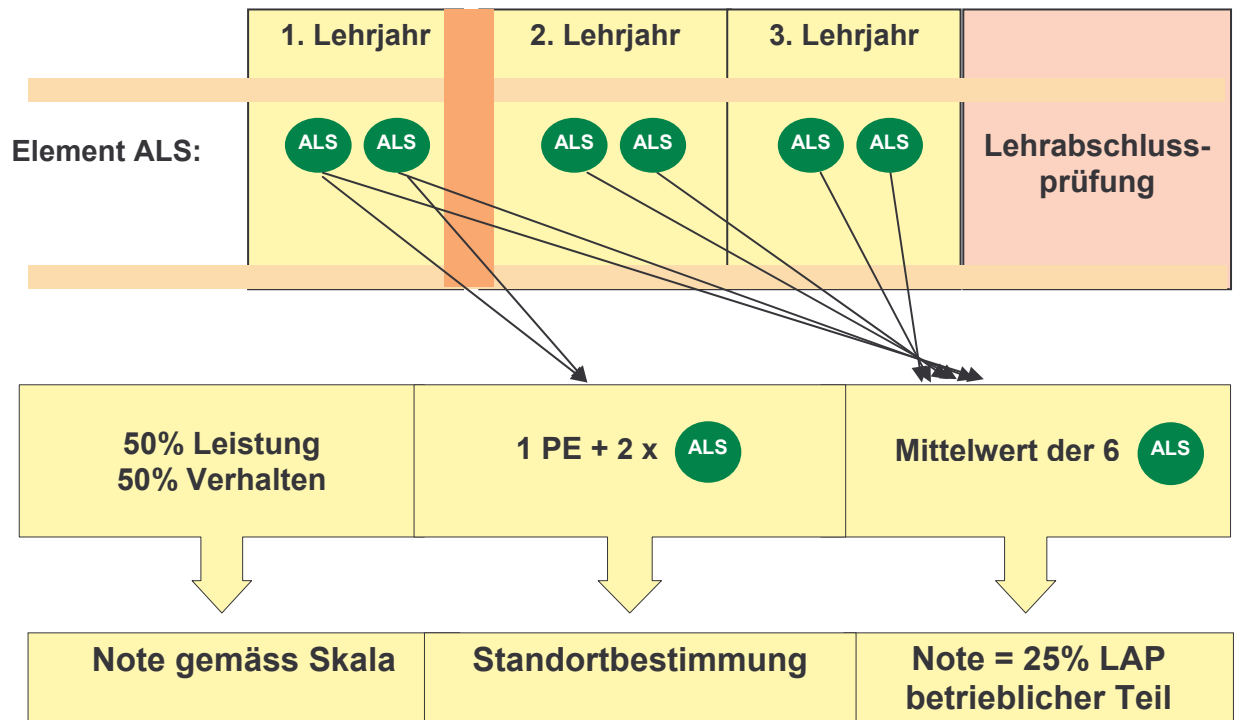 1. Lehrjahr
2. Lehrjahr
3. Lehrjahr
Element ALS:
ALS
ALS
ALS
ALS
ALS
ALS
Lehrabschluss-
prüfung
50% Leistung
50% Verhalten
1 PE + 2 x ALS
Mittelwert der 6 ALS
Note gemäss Skala
Standortbestimmung
Note = 25% LAP
betrieblicher Teil